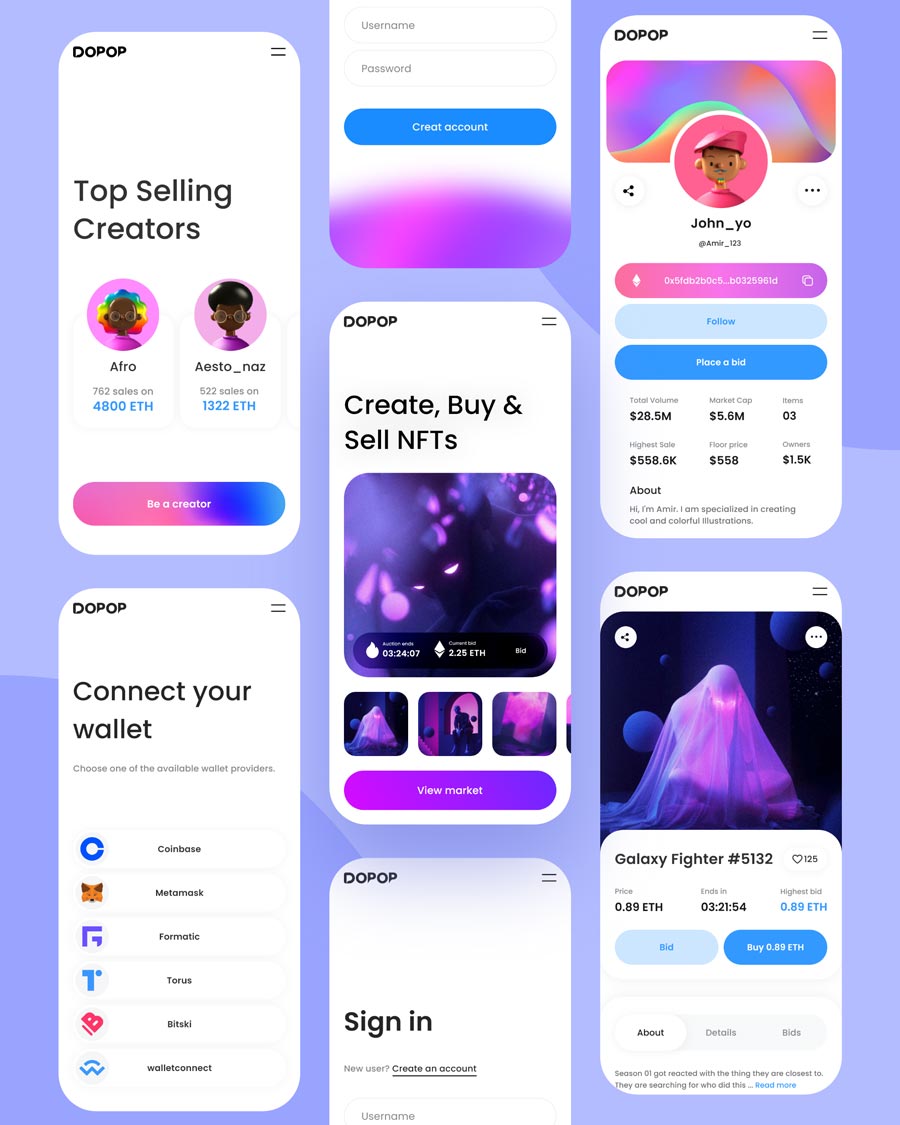 DOPOP
Top Selling
Creators
Afro
762 sales on
4800 ETH
Aesto_naz
522 sales on
1322 ETH
Be a creator
DOPOP
Connect your
wallet
Choose one of the available wallet providers.
Coinbase
Metamask
Formatic
Torus
Bitski
walletconnect
Username
Password
Creat account
DOPOP
Create, Buy &
Sell NFTs
Auction ends
03:24:07
Current bid
2.25 ETH
Bid
View market
DOPOP
Sign in
New user? Create an account
Username
DOPOP
John_yo
@Amir_123
0x5fdb2b0c5...b0325961d
Follow
Place a bid
Total Volume
$28.5M
Market Cap
$5.6M
Items
03
Highest Sale
$558.6K
Floor price
$558
Owners
$1.5K
About
Hi, I'm Amir. I am specialized in creating
cool and colorful Illustrations.
DOPOP
Galaxy Fighter #5132
125
Price
0.89 ETH
Ends in
03:21:54
Highest bid
0.89 ETH
Bid
Buy 0.89 ETH
About
Details
Bids
Season 01 got reacted with the thing they are closest to.
They are searching for who did this ... Read more